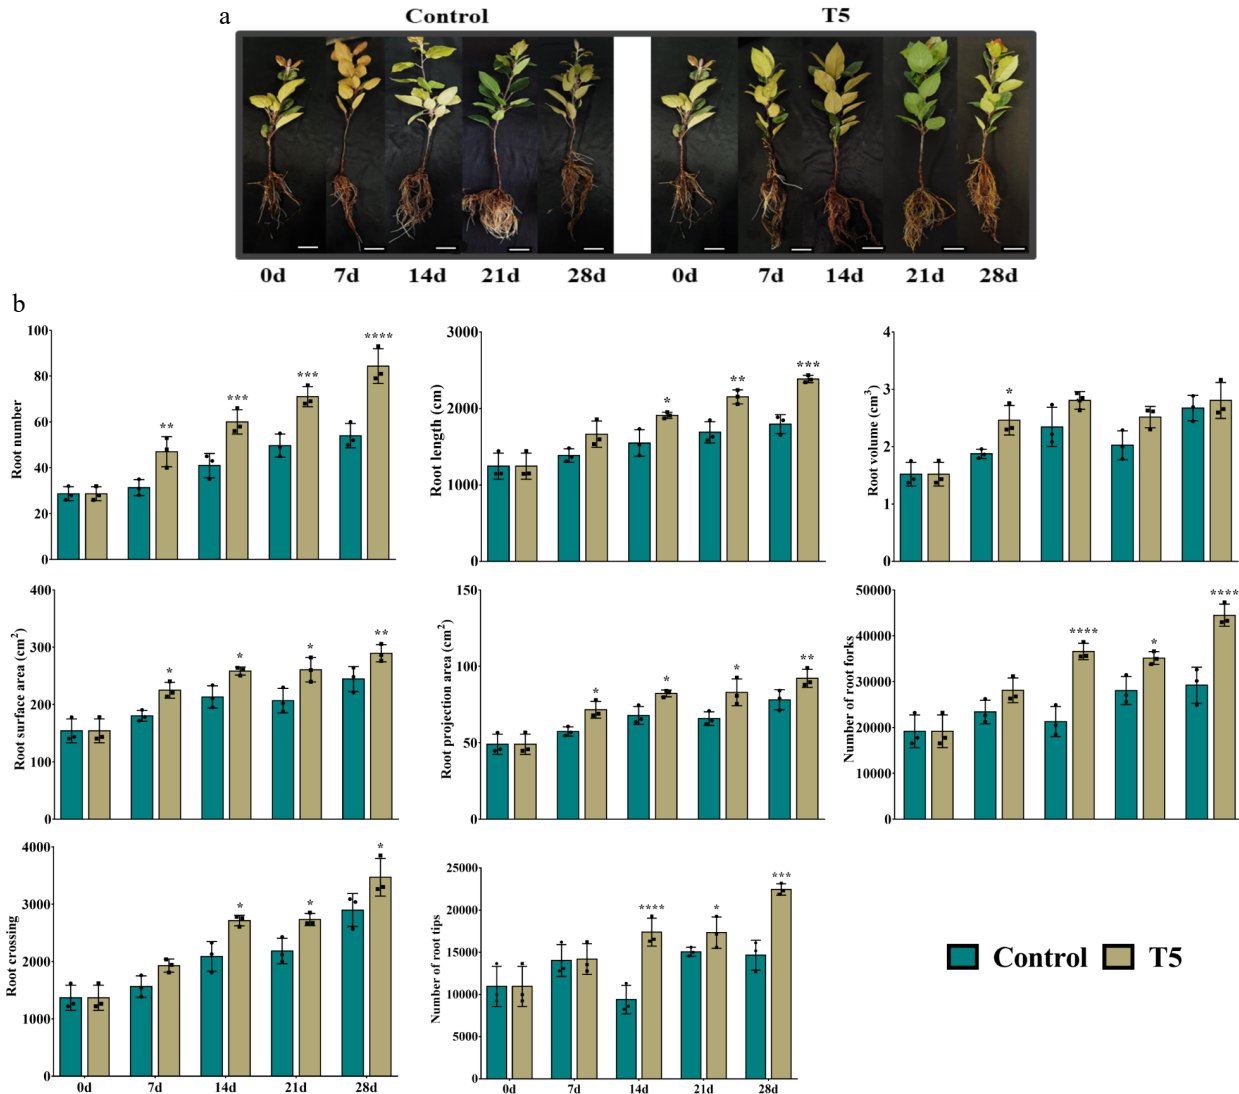 a
Control T5
0d 7d 14d 21d 28d 0d 7d 14d 21d 28d
b
Root number
100
80
60
40
20
0
** *** *** ****
Root length (cm)
3000
2000
1000
0
* ** ***
Root volume (cm³)
4
3
2
1
0
*
Root surface area (cm²)
400
300
200
100
0
* * * **
Root projection area (cm²)
150
100
50
0
* * * **
Number of root forks
50000
40000
30000
20000
10000
0
**** * ****
Root crossing
4000
3000
2000
1000
0
* * *
0d 7d 14d 21d 28d
Number of root tips
25000
20000
15000
10000
5000
0
**** * ***
0d 7d 14d 21d 28d
Control T5